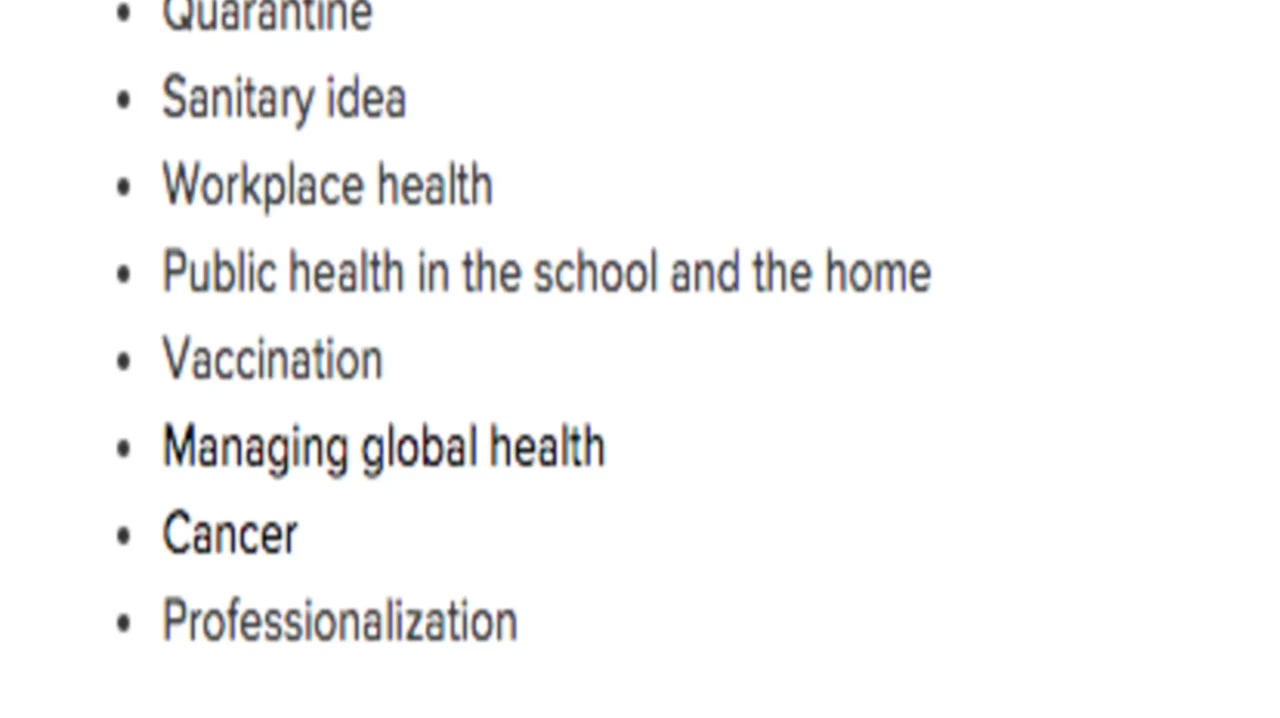 • Quarantine
• Sanitary idea
• Workplace health
• Public health in the school and the home
• Vaccination
• Managing global health
• Cancer
• Professionalization